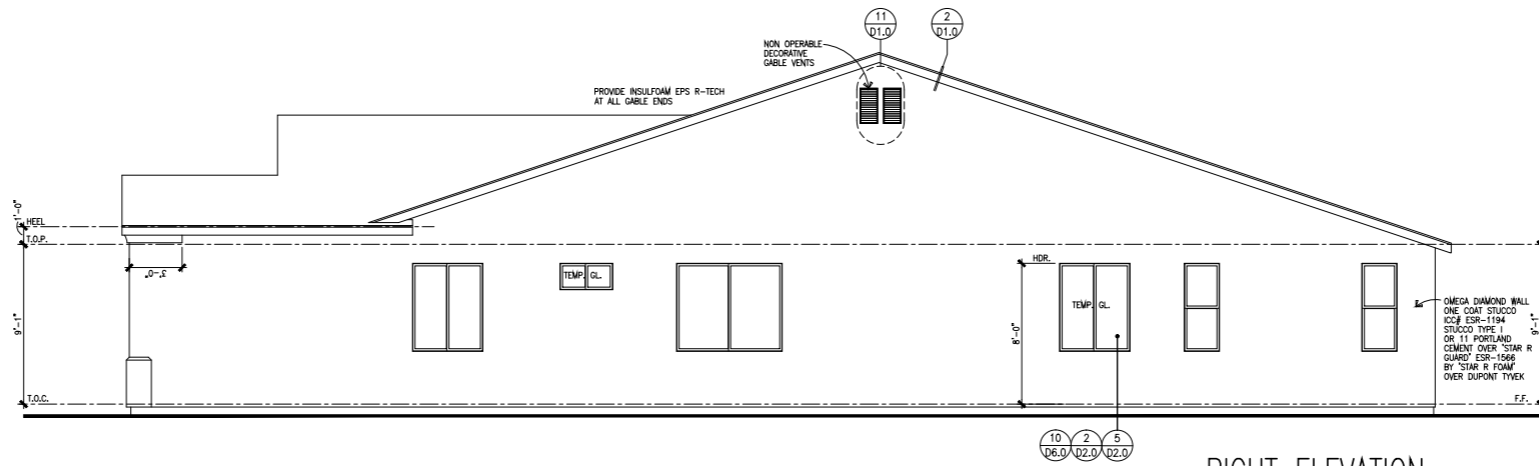 11
D1.0
2
D1.0
NON OPERABLE
DECORATIVE
GABLE VENTS
PROVIDE INSULFOAM EPS R-TECH
AT ALL GABLE ENDS
1'-0"
HEEL
T.O.P.
3'-0"
9'-1"
T.O.C.
TEMP. GL.
HDR.
8'-0"
TEMP. GL.
OMEGA DIAMOND WALL
ONE COAT STUCCO
ICC# ESR-1194
STUCCO TYPE I
OR 11 PORTLAND
CEMENT OVER "STAR R
GUARD" ESR-1566
BY "STAR R FOAM"
OVER DUPONT TYVEK
9'-1"
F.F.
10
D6.0
2
D2.0
5
D2.0
RIGHT ELEVATION